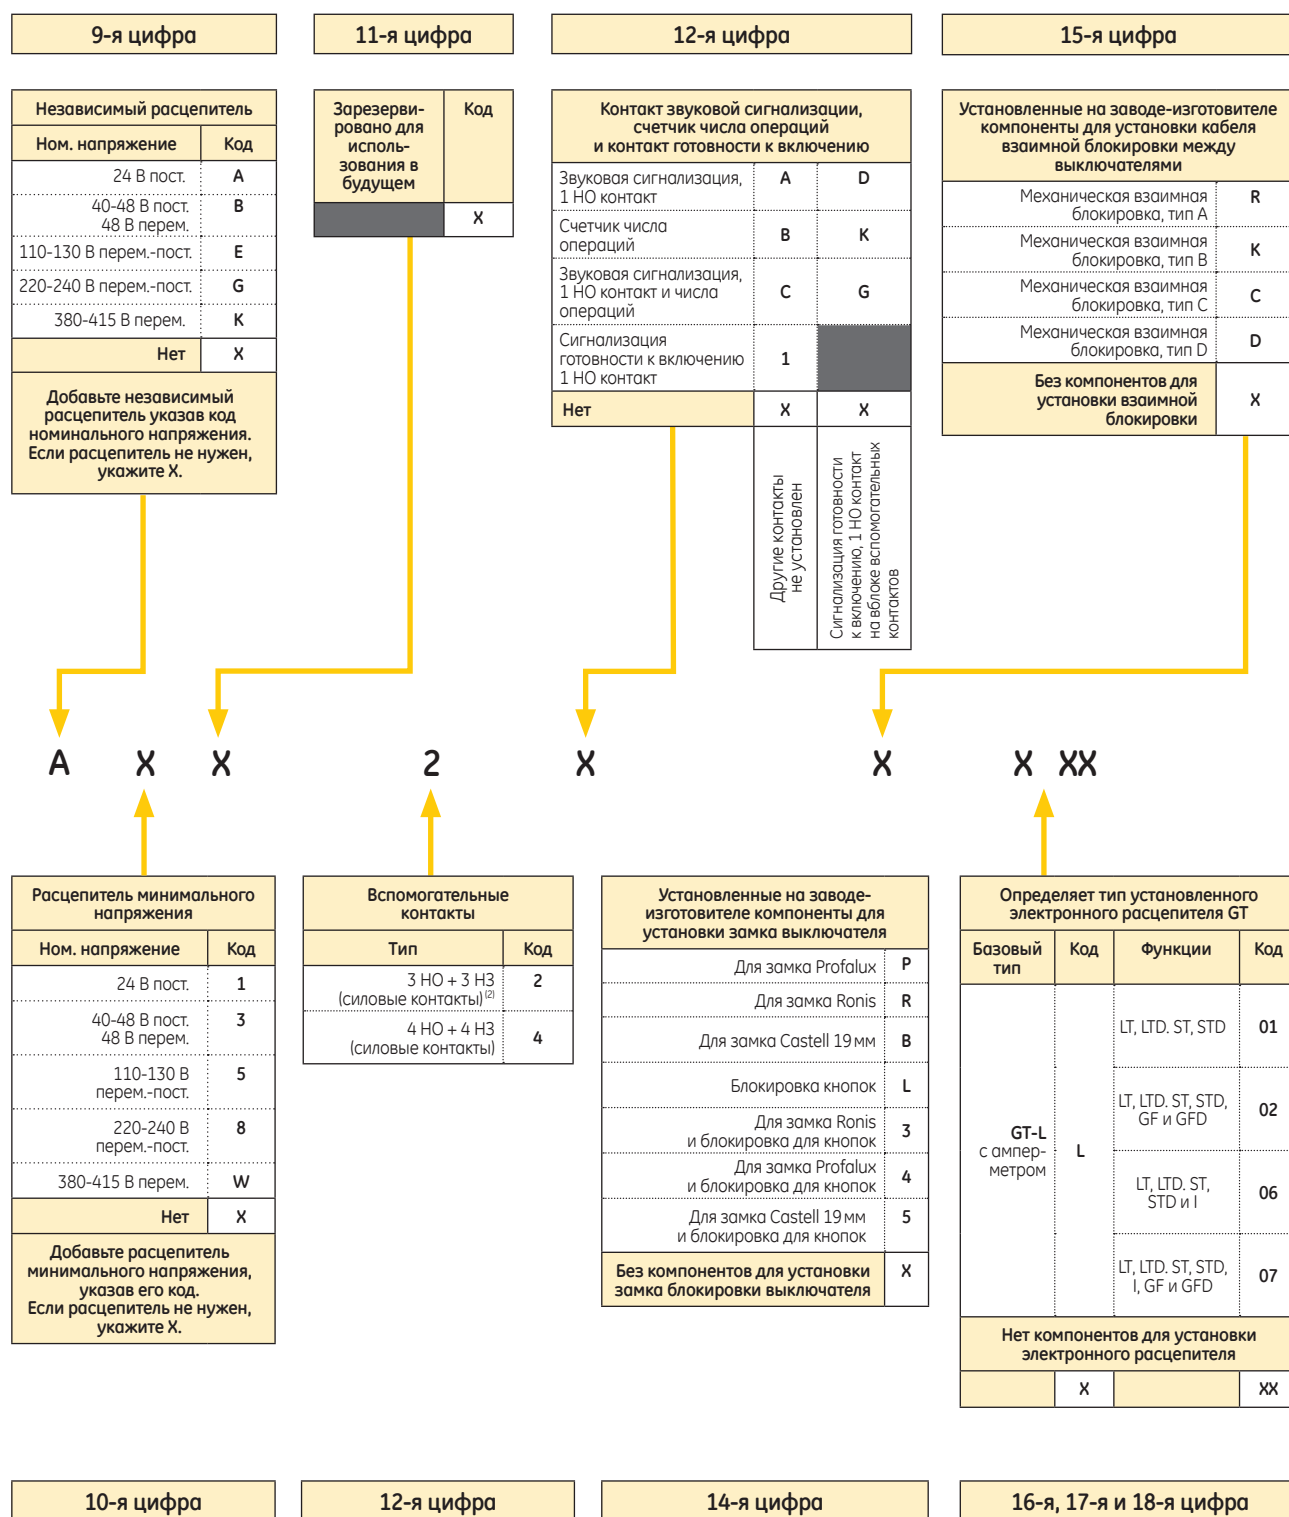 9-я цифра
11-я цифра
12-я цифра
15-я цифра
Независимый расцепитель
Ном. напряжение
Код
24 В пост.
A
40-48 В пост.
48 В перем.
B
110-130 В перем.-пост.
E
220-240 В перем.-пост.
G
380-415 В перем.
K
Нет
X
Добавьте независимый
расцепитель указав код
номинального напряжения.
Если расцепитель не нужен,
укажите X.
Зарезерви-
ровано для
исполь-
зования в
будущем
Код
X
Контакт звуковой сигнализации,
счетчик числа операций
и контакт готовности к включению
Звуковая сигнализация,
1 НО контакт
A
D
Счетчик числа
операций
B
K
Звуковая сигнализация,
1 НО контакт и числа
операций
C
G
Сигнализация
готовности к включению
1 НО контакт
1
Нет
X
X
Другие контакты
не установлен
Сигнализация готовности
к включению, 1 НО контакт
на вблоке вспомогательных
контактов
Установленные на заводе-изготовителе
компоненты для установки кабеля
взаимной блокировки между
выключателями
Механическая взаимная
блокировка, тип A
R
Механическая взаимная
блокировка, тип B
K
Механическая взаимная
блокировка, тип C
C
Механическая взаимная
блокировка, тип D
D
Без компонентов для
установки взаимной
блокировки
X
A X X 2 X X X XX
Расцепитель минимального
напряжения
Ном. напряжение
Код
24 В пост.
1
40-48 В пост.
48 В перем.
3
110-130 В
перем.-пост.
5
220-240 В
перем.-пост.
8
380-415 В перем.
W
Нет
X
Добавьте расцепитель
минимального напряжения,
указав его код.
Если расцепитель не нужен,
укажите X.
Вспомогательные
контакты
Тип
Код
3 НО + 3 НЗ
(силовые контакты) (2)
2
4 НО + 4 НЗ
(силовые контакты)
4
Установленные на заводе-
изготовителе компоненты для
установки замка выключателя
Для замка Profalux
P
Для замка Ronis
R
Для замка Castell 19 мм
B
Блокировка кнопок
L
Для замка Ronis
и блокировка для кнопок
3
Для замка Profalux
и блокировка для кнопок
4
Для замка Castell 19 мм
и блокировка для кнопок
5
Без компонентов для установки
замка блокировки выключателя
X
Определяет тип установленного
электронного расцепителя GT
Базовый
тип
Код
Функции
Код
GT-L
с ампер-
метром
L
LT, LTD. ST, STD
01
LT, LTD. ST, STD,
GF и GFD
02
LT, LTD. ST,
STD и I
06
LT, LTD. ST, STD,
I, GF и GFD
07
Нет компонентов для установки
электронного расцепителя
X
XX
10-я цифра
12-я цифра
14-я цифра
16-я, 17-я и 18-я цифра